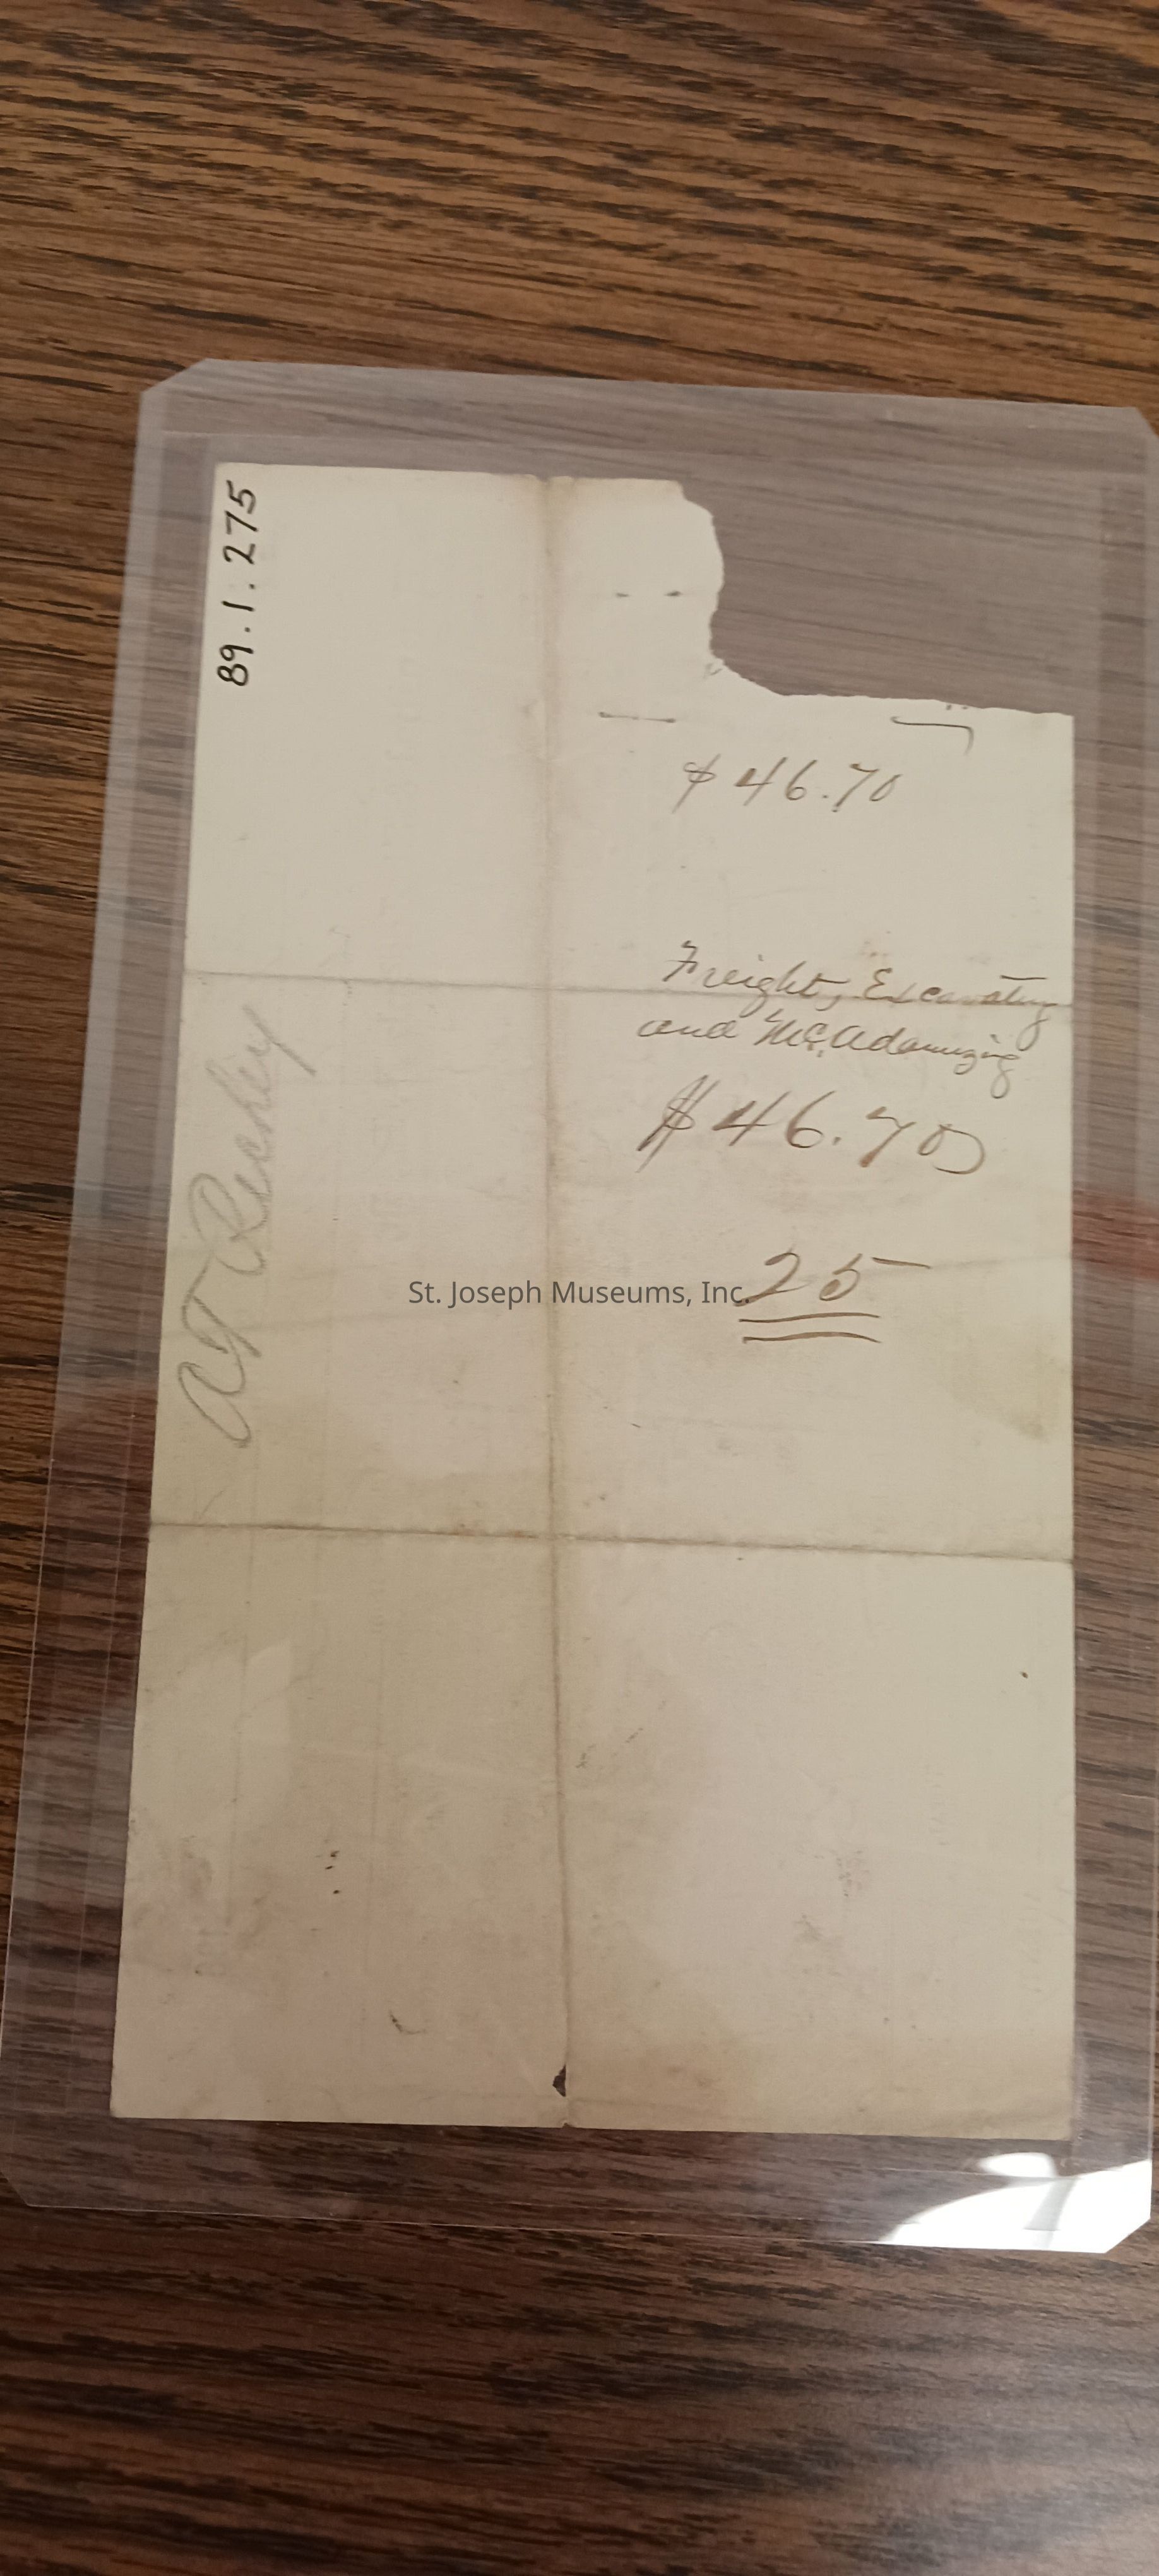 89.1.275
$46.70
Freight, Excavating
and McAdamizing
$46.70
25
A T
St. Joseph Museums, Inc.